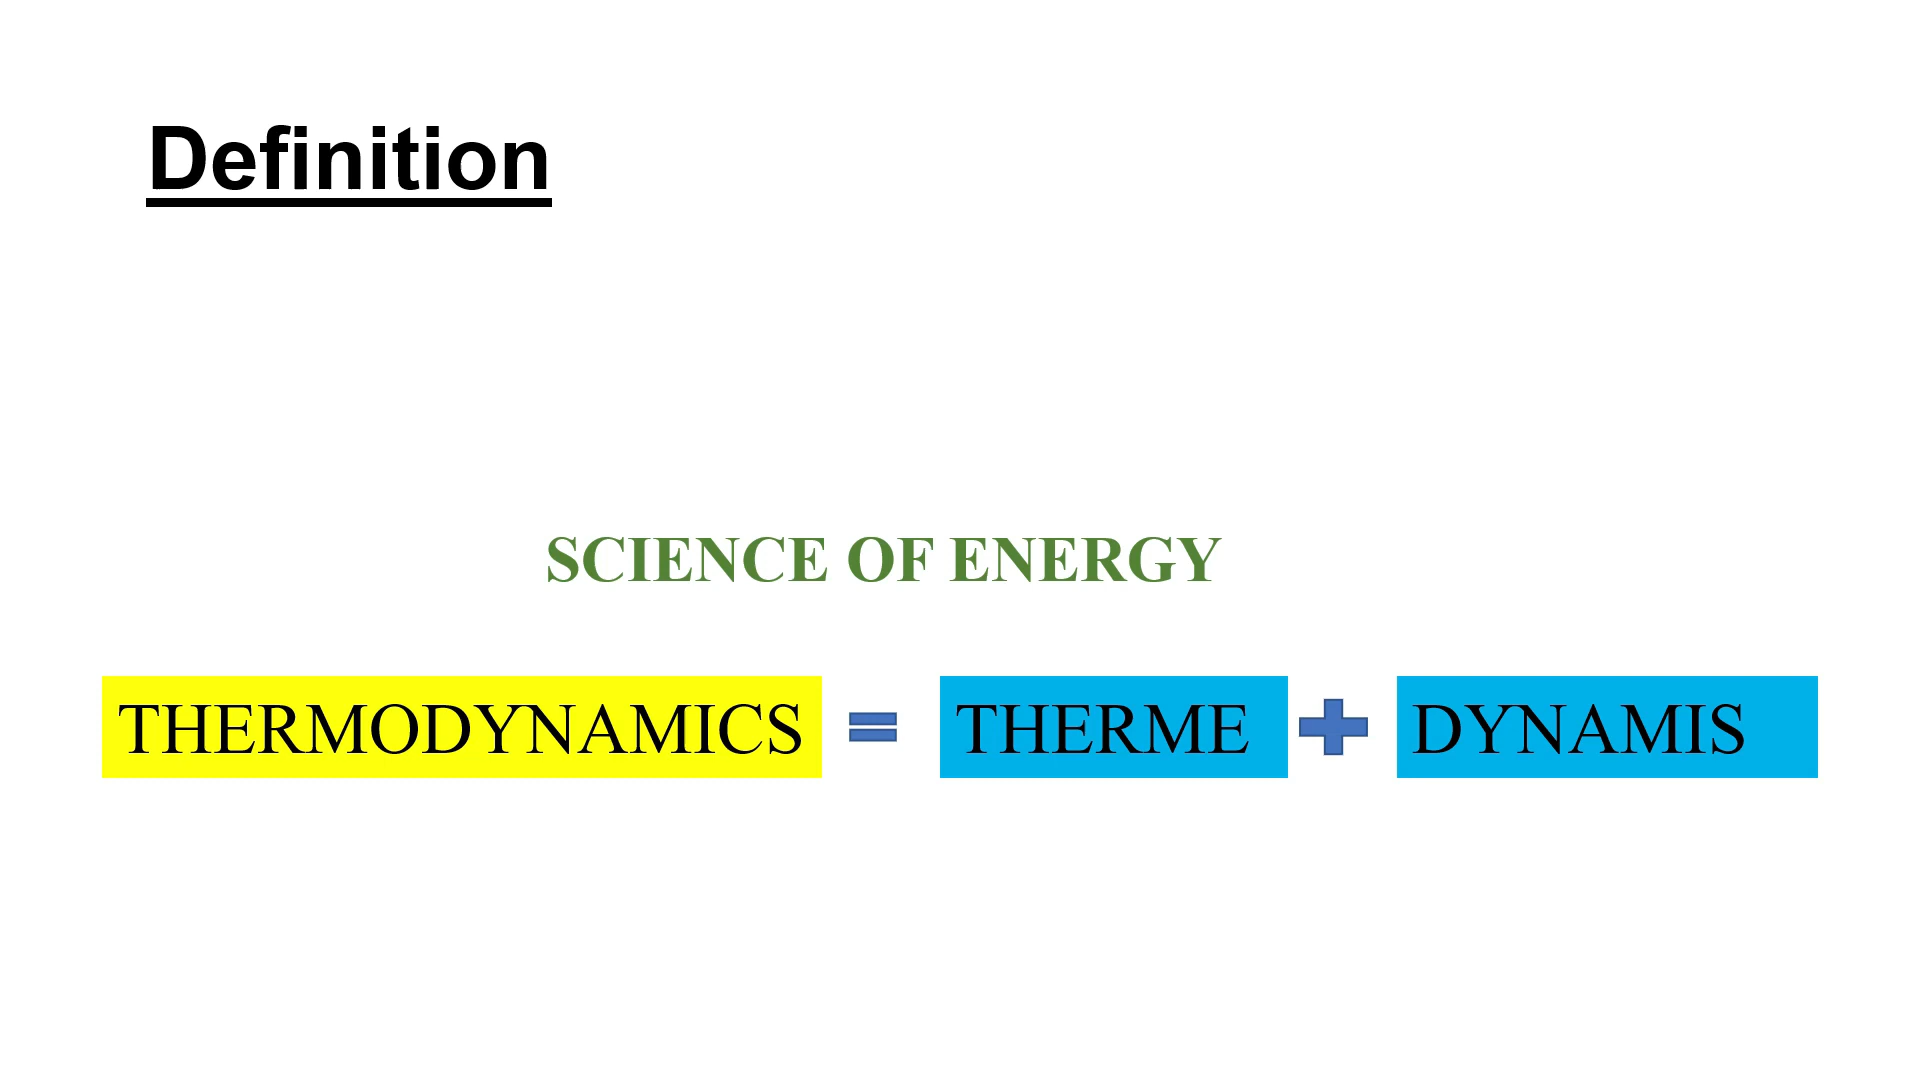 Definition
SCIENCE OF ENERGY
THERMODYNAMICS = THERME + DYNAMIS